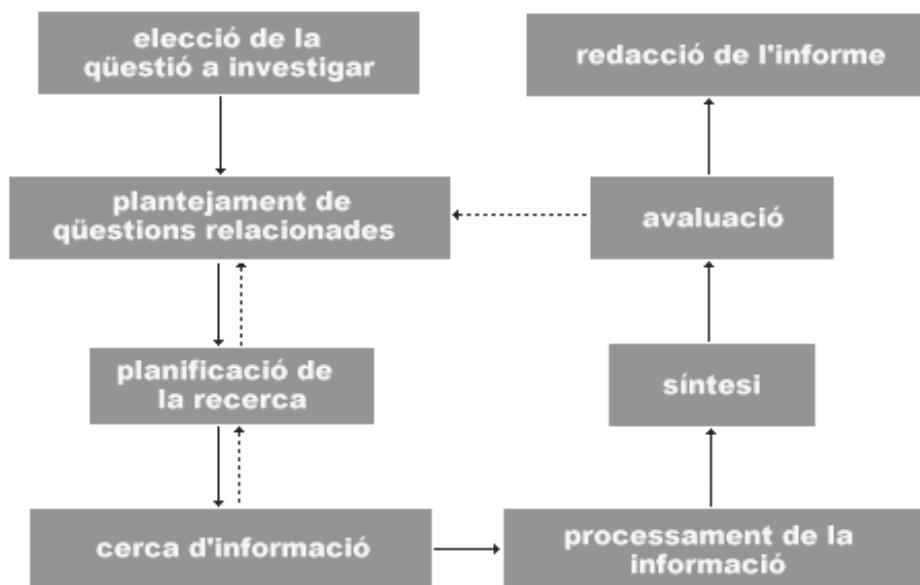 elecció de la
qüestió a investigar
plantejament de
qüestions relacionades
planificació de
la recerca
cerca d'informació
processament de la
informació
síntesi
avaluació
redacció de l'informe